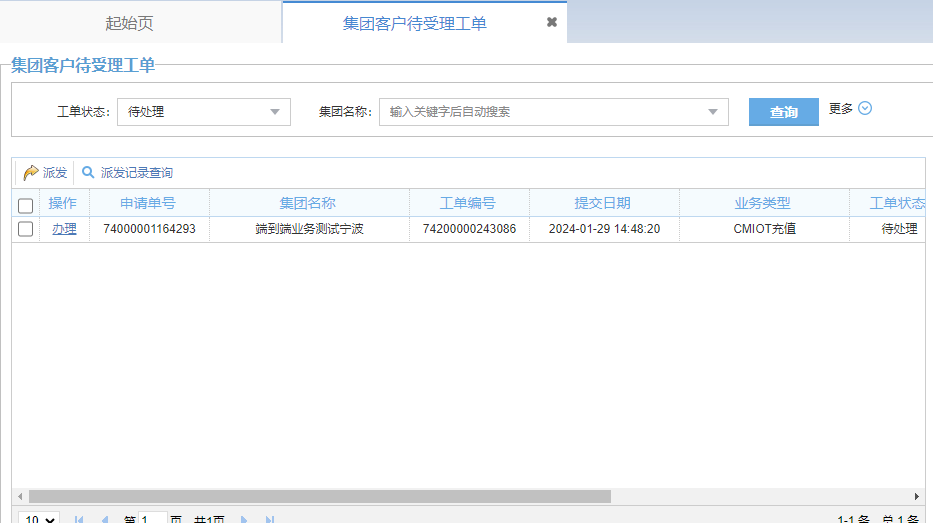 起始页 集团客户待受理工单 ✖
集团客户待受理工单
工单状态: 待处理 集团名称: 输入关键字后自动搜索 查询 更多
派发 派发记录查询
操作 申请单号 集团名称 工单编号 提交日期 业务类型 工单状态
办理 74000001164293 端到端业务测试宁波 74200000243086 2024-01-29 14:48:20 CMIOT充值 待处理
10 第 1 页 共1页 1-1 条 总 1 条